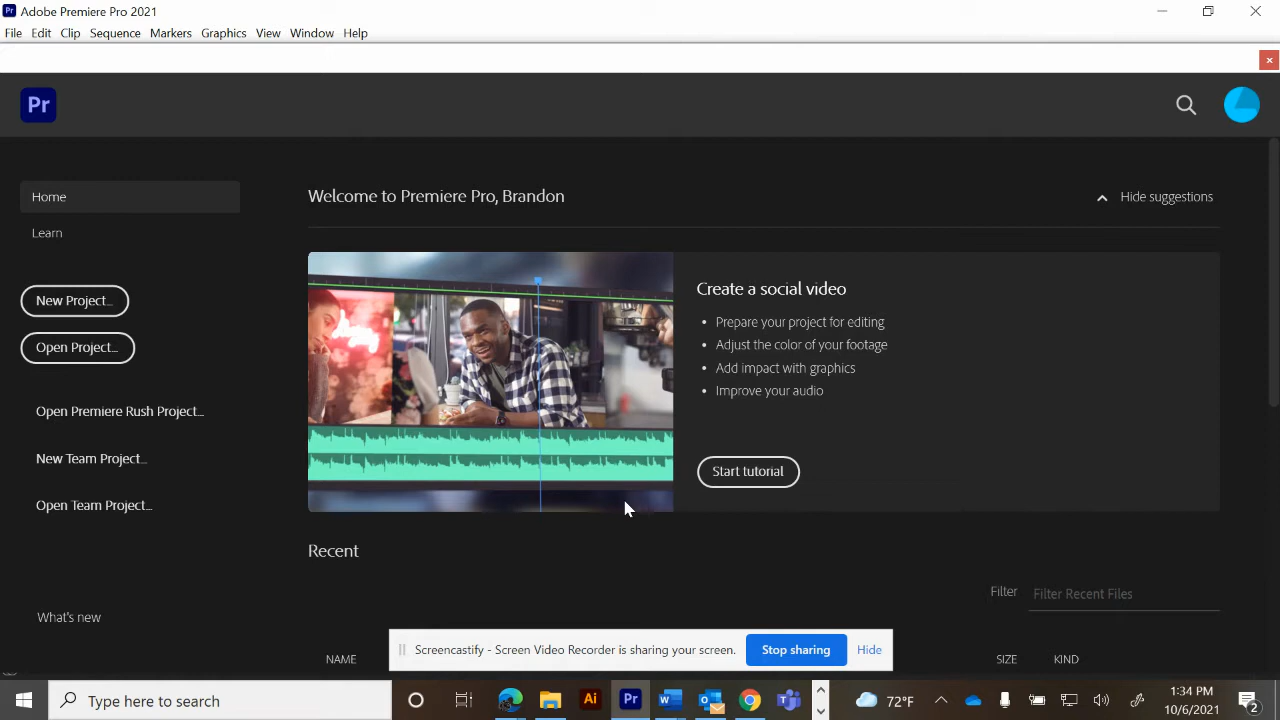 Adobe Premiere Pro 2021
File Edit Clip Sequence Markers Graphics View Window Help
Pr
Home
Learn
New Project...
Open Project...
Open Premiere Rush Project...
New Team Project...
Open Team Project...
What's new
Welcome to Premiere Pro, Brandon
Hide suggestions
Create a social video
• Prepare your project for editing
• Adjust the color of your footage
• Add impact with graphics
• Improve your audio
Start tutorial
Recent
Filter Filter Recent Files
NAME SIZE KIND
Screencastify - Screen Video Recorder is sharing your screen. Stop sharing Hide
Type here to search
Ai
Pr
72°F
1:34 PM
10/6/2021
2